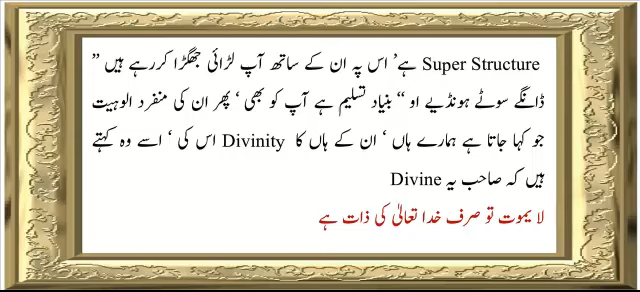 Super Structure ہے’ اس پہ ان کے ساتھ آپ لڑائی جھگڑا کررہے ہیں ”
ڈانگے سوٹے ہونڈیے او “ بنیاد تسلیم ہے آپ کو بھی ‘ پھر ان کی منفرد الوہیت
جو کہا جاتا ہے ہمارے ہاں ‘ ان کے ہاں کا Divinity اس کی ‘ اسے وہ کہتے
ہیں کہ صاحب یہ Divine
لا یموت تو صرف خدا تعالیٰ کی ذات ہے